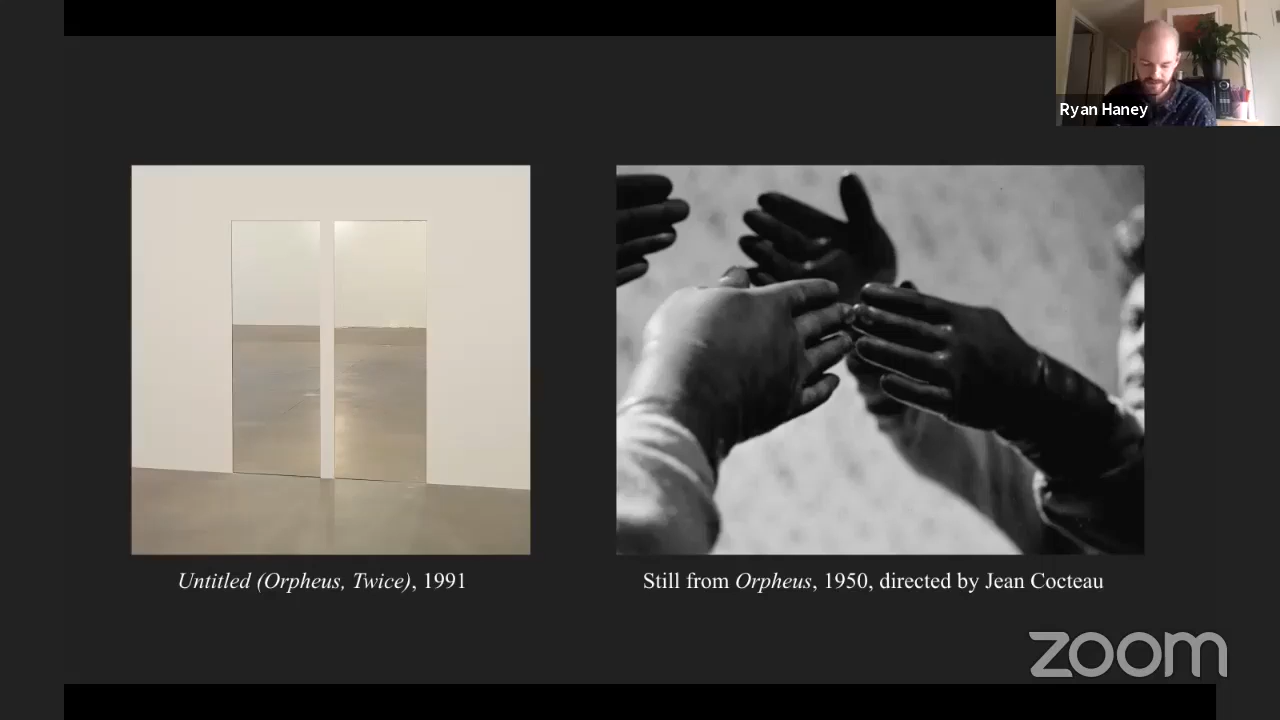 Ryan Haney
Untitled (Orpheus, Twice), 1991
Still from Orpheus, 1950, directed by Jean Cocteau
zoom